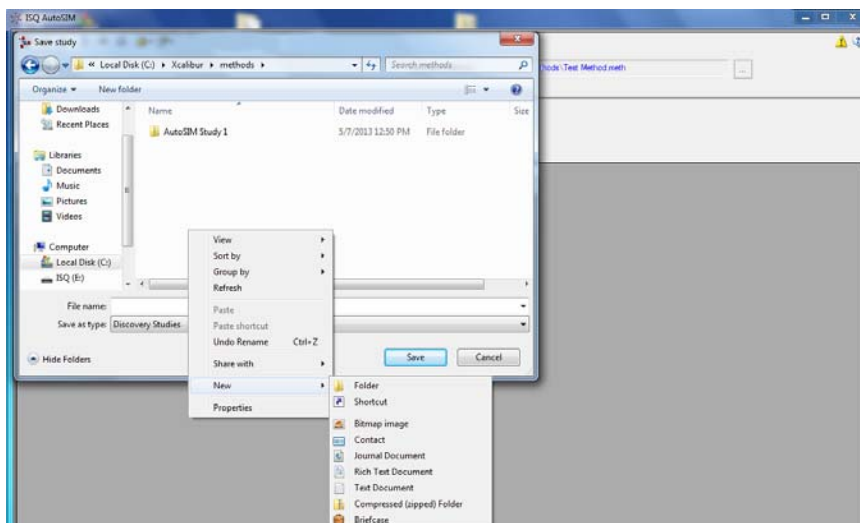 ISQ AutoSIM
Save study
« Local Disk (C:) ▸ Xcalibur ▸ methods ▸
Search methods
hods\Test Method.meth
...
Organize
New folder
Downloads
Recent Places
Libraries
Documents
Music
Pictures
Videos
Computer
Local Disk (C:)
ISQ (E:)
Name
Date modified
Type
Size
AutoSIM Study 1
3/7/2013 12:50 PM
File folder
File name:
Save as type: Discovery Studies
Hide Folders
Save
Cancel
View
Sort by
Group by
Refresh
Paste
Paste shortcut
Undo Rename Ctrl+Z
Share with
New
Properties
Folder
Shortcut
Bitmap image
Contact
Journal Document
Rich Text Document
Text Document
Compressed (zipped) Folder
Briefcase